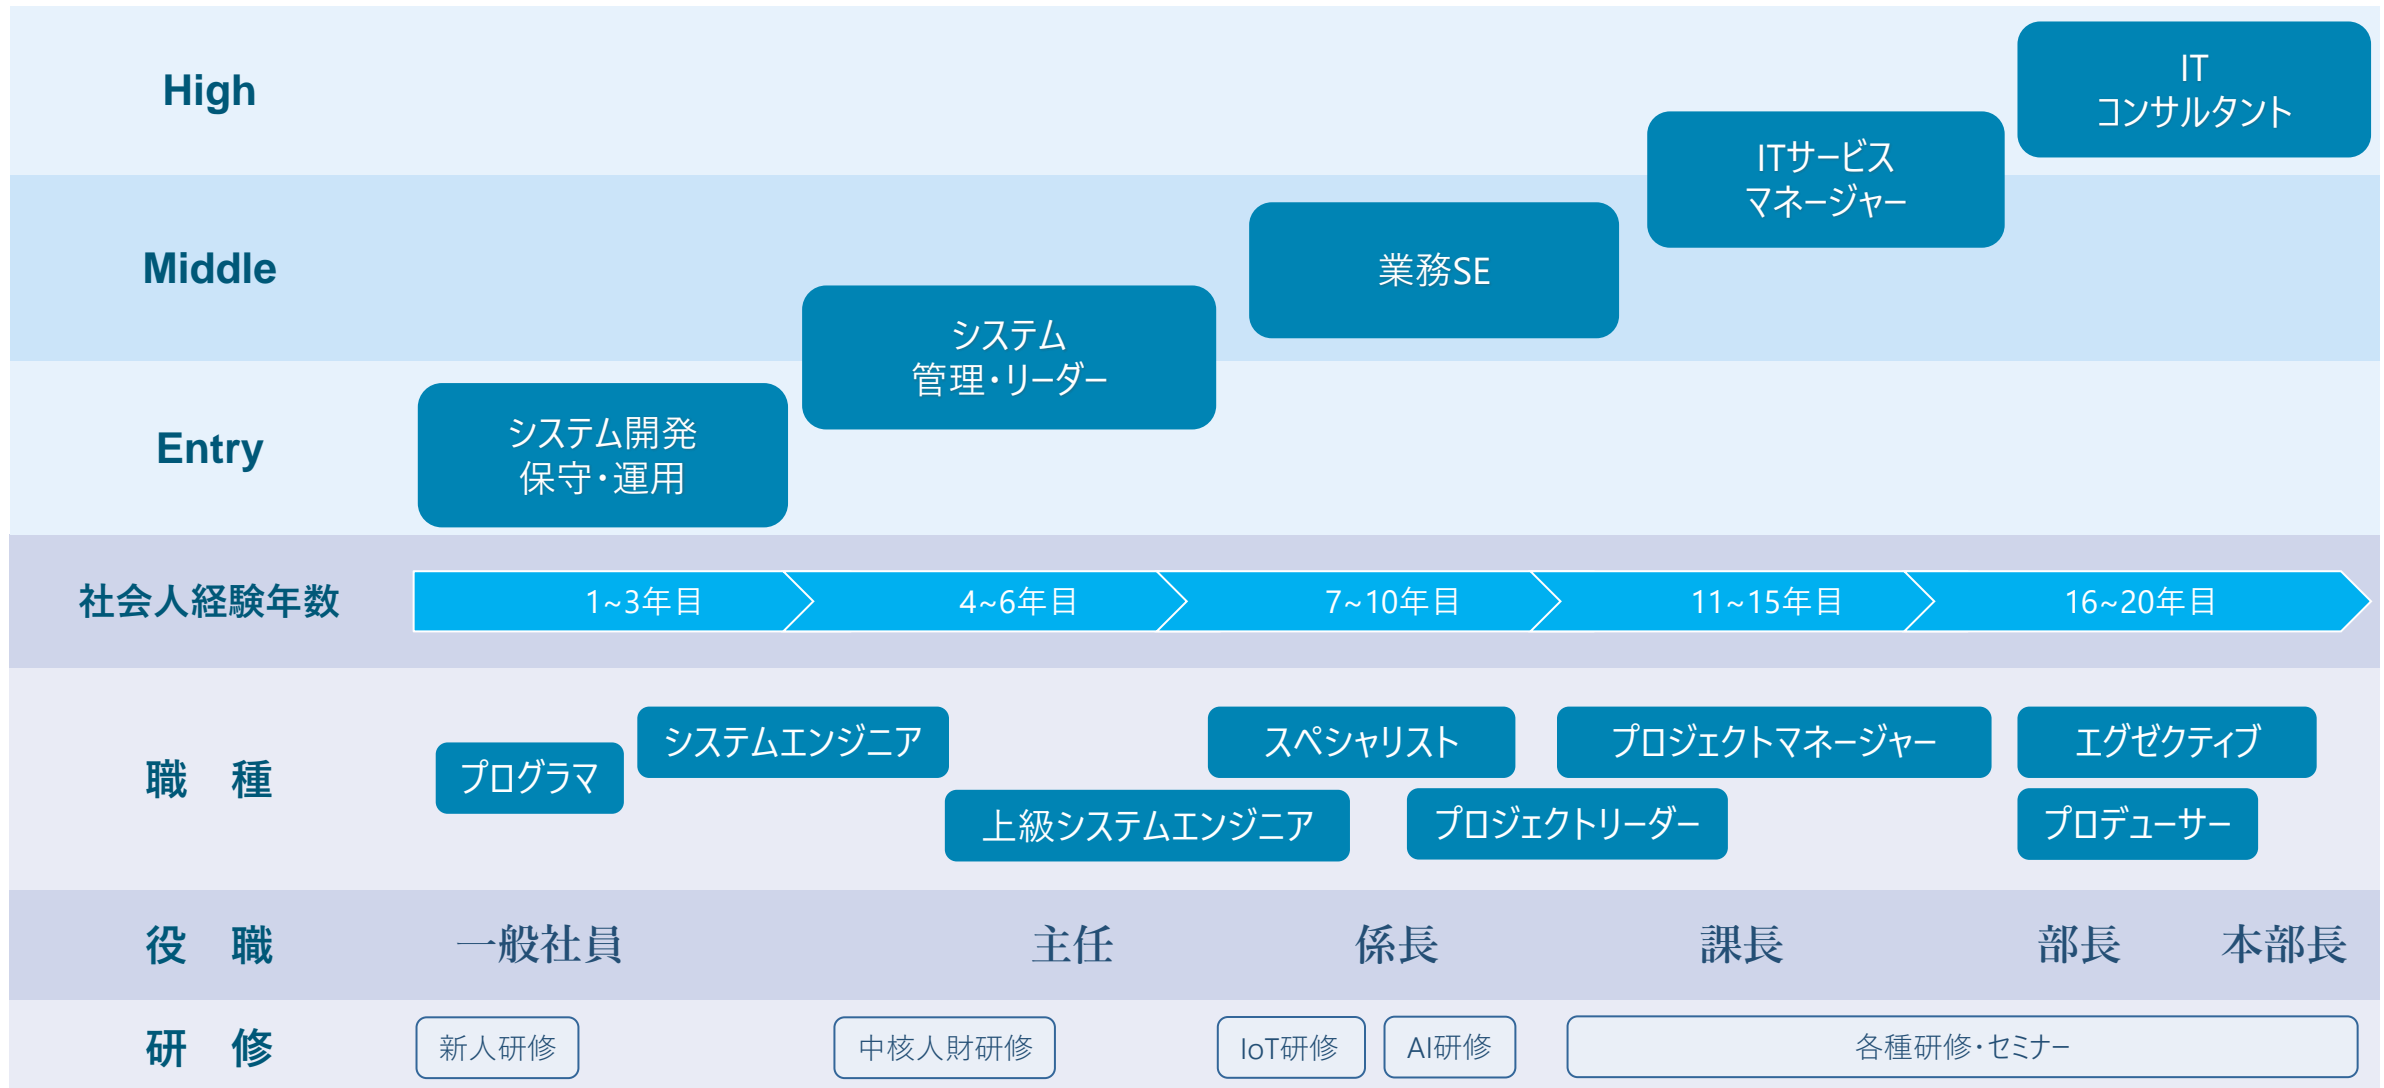 High
IT
コンサルタント
ITサービス
マネージャー
Middle
業務SE
システム
管理・リーダー
Entry
システム開発
保守・運用
社会人経験年数
1~3年目
4~6年目
7~10年目
11~15年目
16~20年目
職　種
プログラマ
システムエンジニア
上級システムエンジニア
スペシャリスト
プロジェクトリーダー
プロジェクトマネージャー
エグゼクティブ
プロデューサー
役　職
一般社員
主任
係長
課長
部長
本部長
研　修
新人研修
中核人財研修
IoT研修
AI研修
各種研修・セミナー